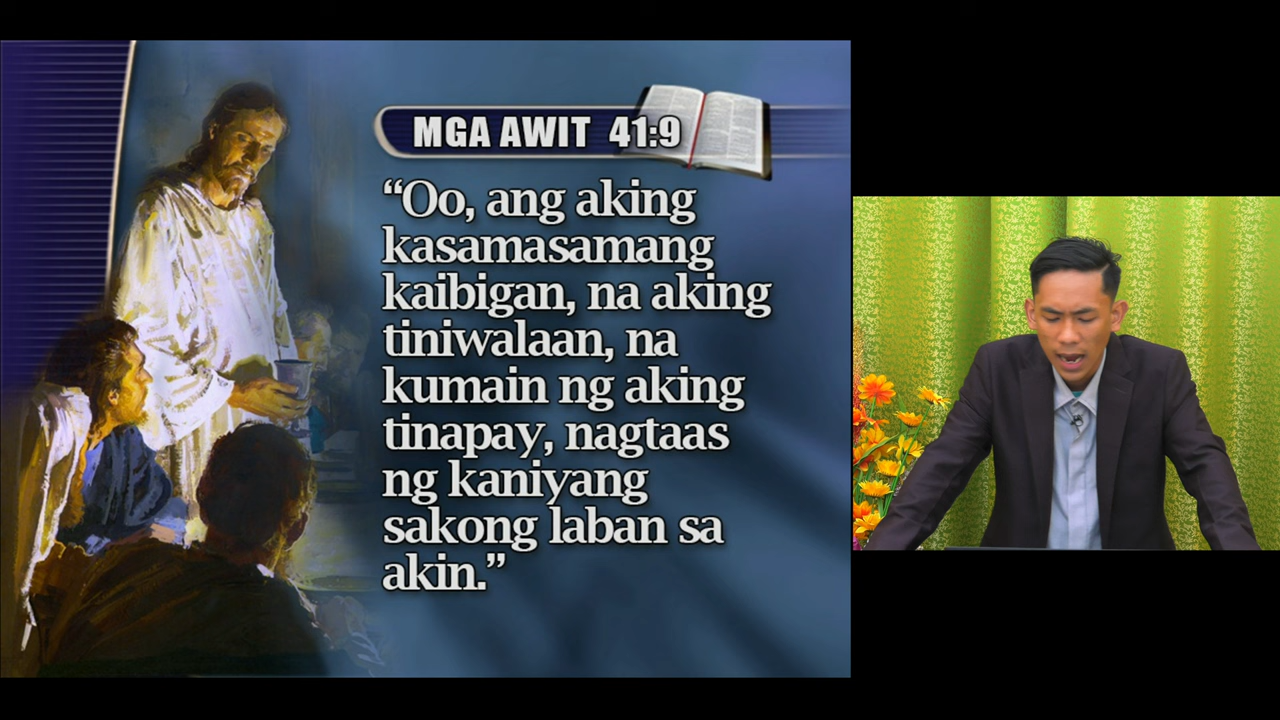 MGA AWIT 41:9
“Oo, ang aking
kasamasamang
kaibigan, na aking
tiniwalaan, na
kumain ng aking
tinapay, nagtaas
ng kaniyang
sakong laban sa
akin.”